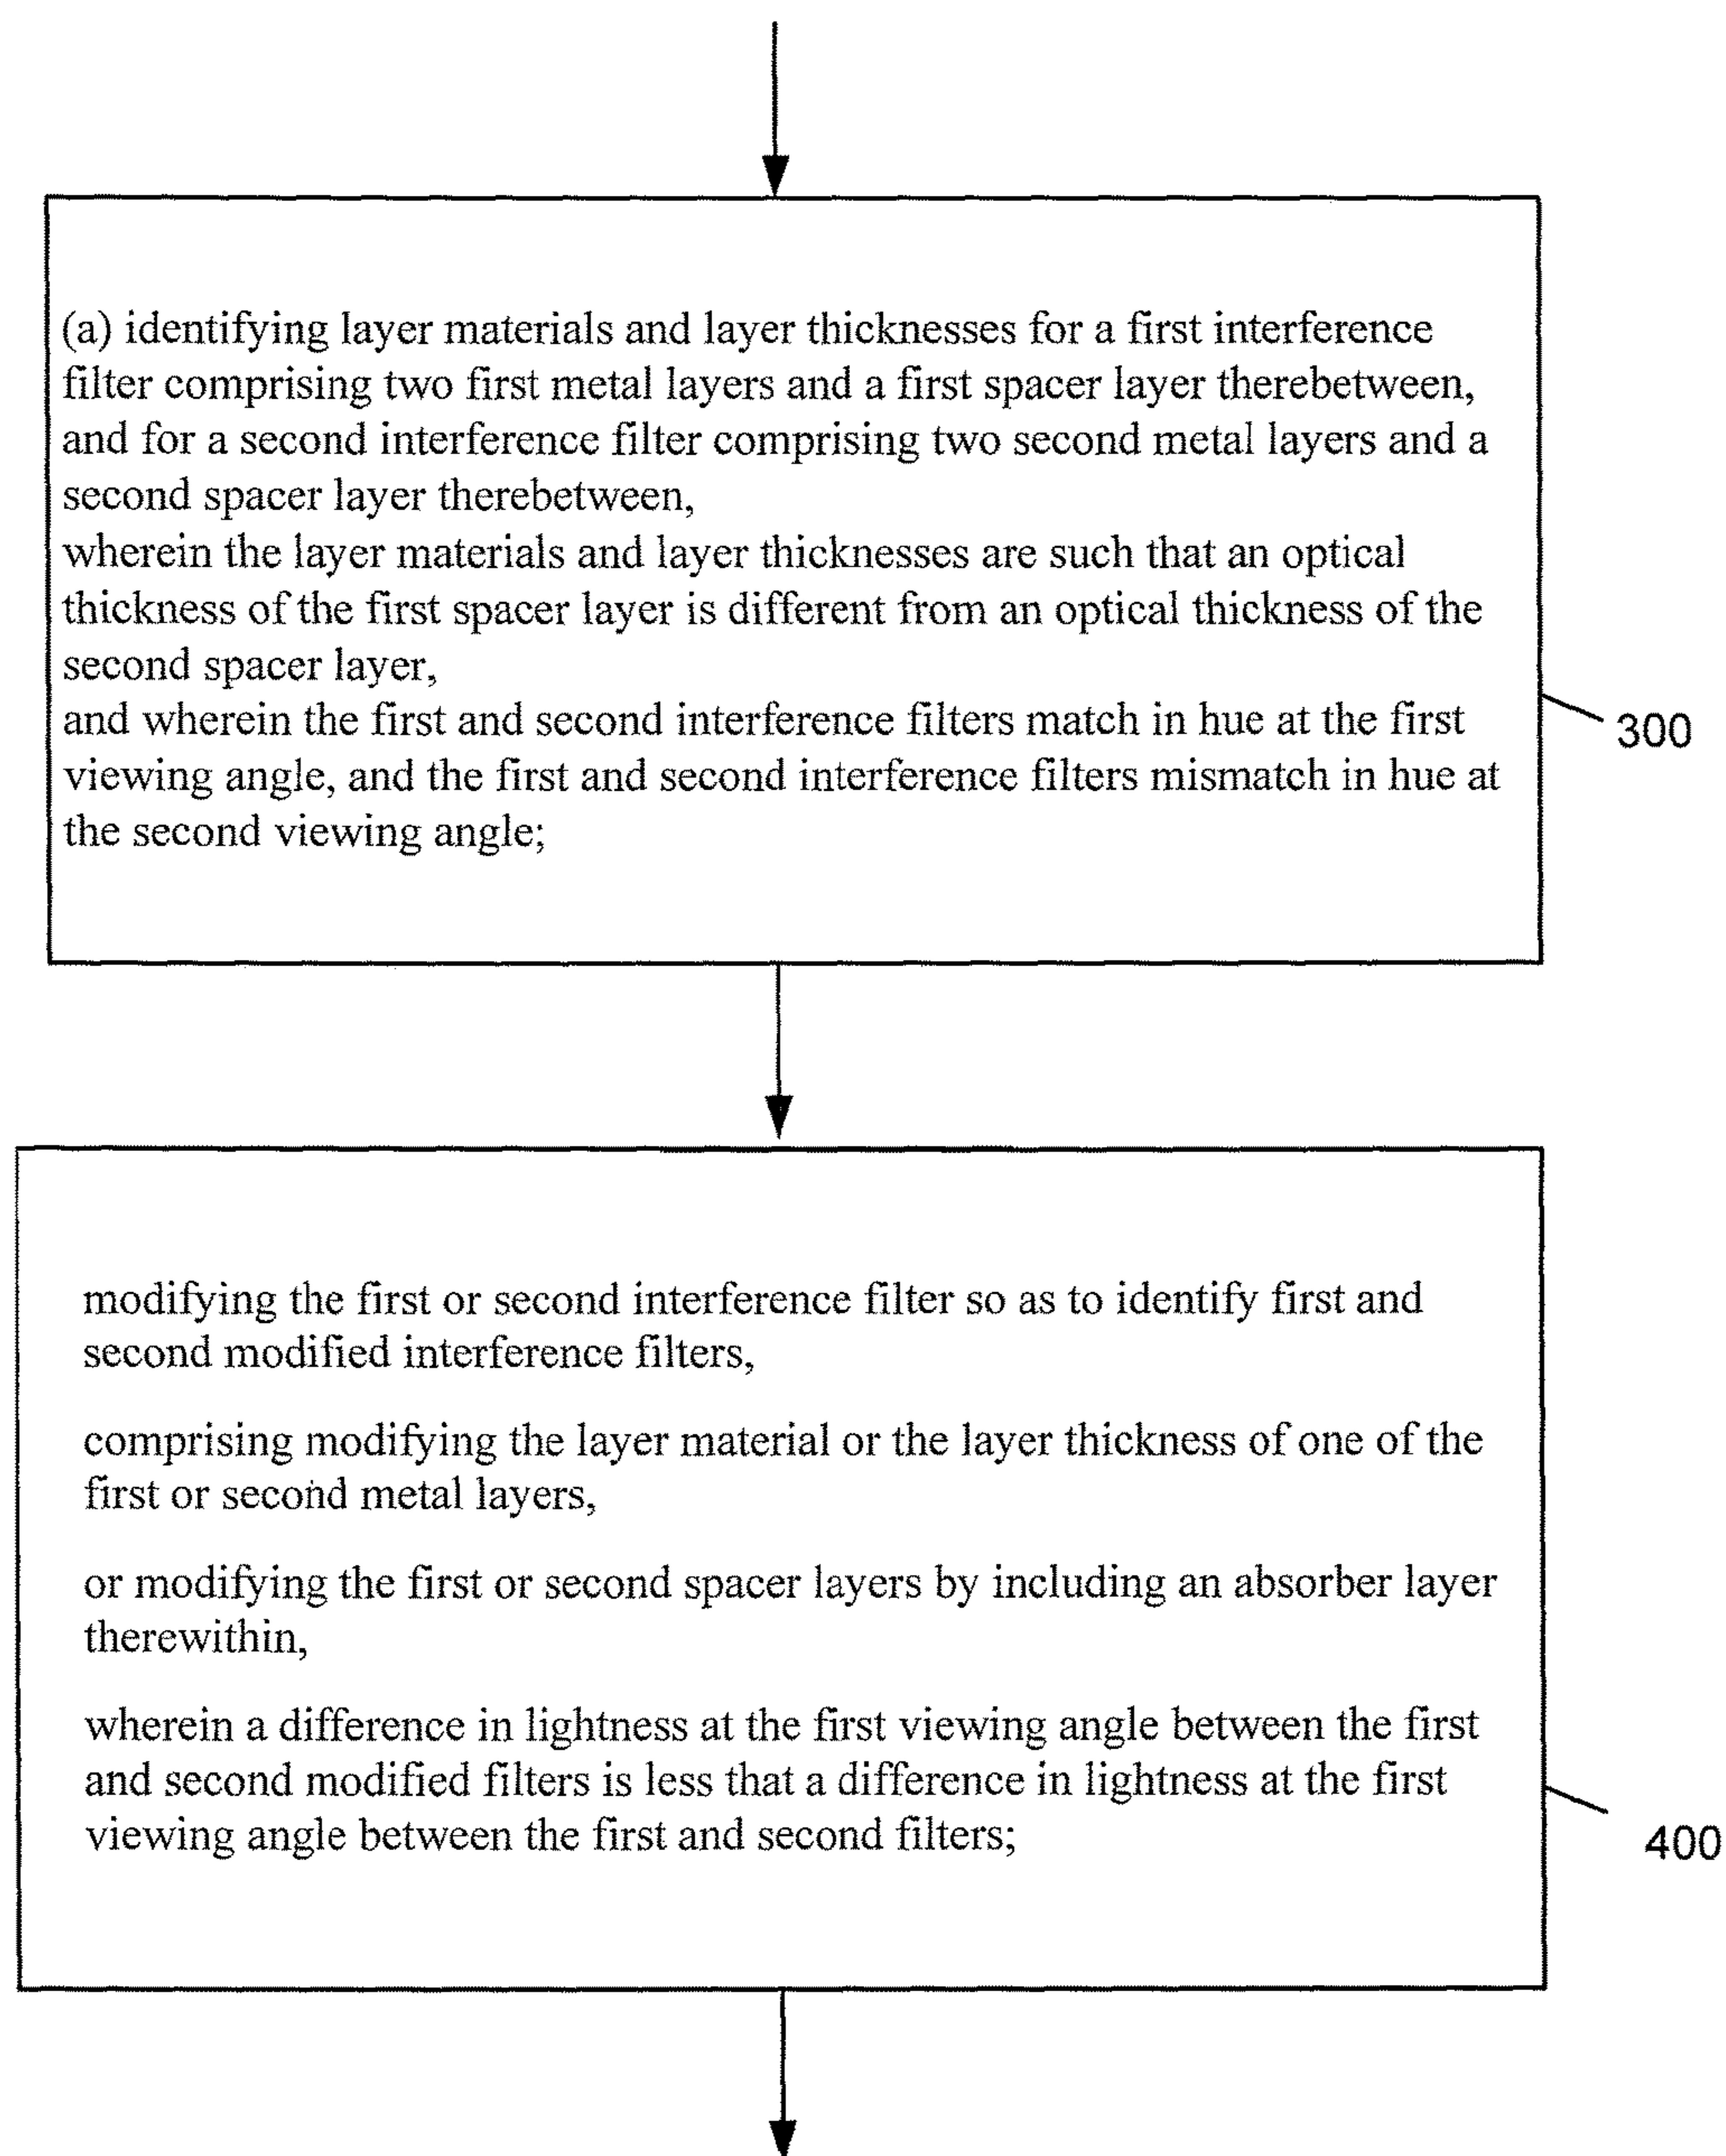 (a) identifying layer materials and layer thicknesses for a first interference
filter comprising two first metal layers and a first spacer layer therebetween,
and for a second interference filter comprising two second metal layers and a
second spacer layer therebetween,
wherein the layer materials and layer thicknesses are such that an optical
thickness of the first spacer layer is different from an optical thickness of the
second spacer layer,
and wherein the first and second interference filters match in hue at the first
viewing angle, and the first and second interference filters mismatch in hue at
the second viewing angle;
300
modifying the first or second interference filter so as to identify first and
second modified interference filters,
comprising modifying the layer material or the layer thickness of one of the
first or second metal layers,
or modifying the first or second spacer layers by including an absorber layer
therewithin,
wherein a difference in lightness at the first viewing angle between the first
and second modified filters is less that a difference in lightness at the first
viewing angle between the first and second filters;
400